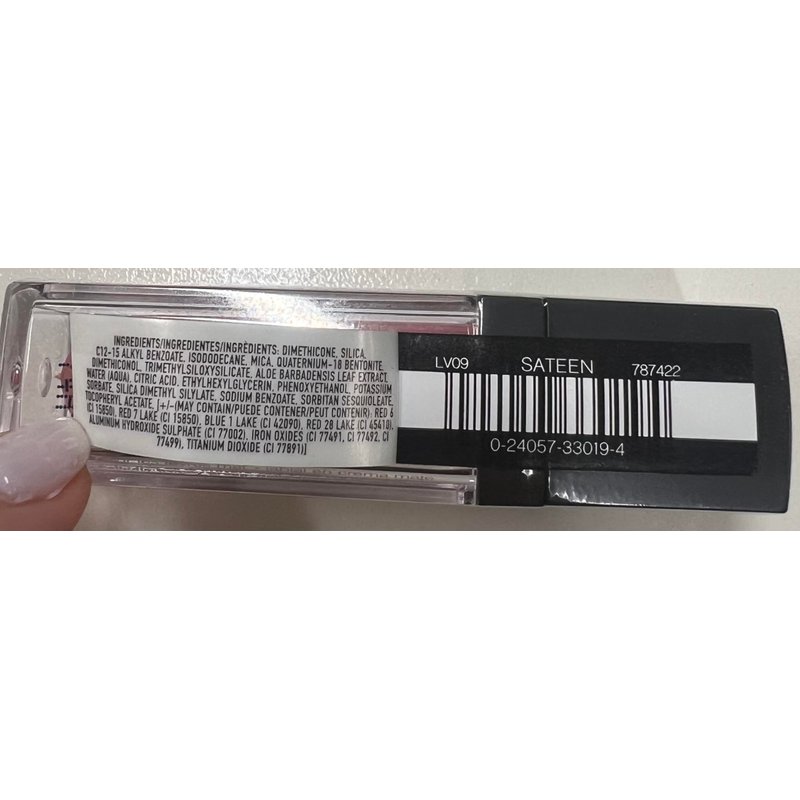 INGREDIENTS/INGREDIENTES/INGRÉDIENTS: DIMETHICONE, SILICA,
C12-15 ALKYL BENZOATE, ISODODECANE, MICA, QUATERNIUM-18 BENTONITE,
DIMETHICONOL, TRIMETHYLSILOXYSILICATE, ALOE BARBADENSIS LEAF EXTRACT,
WATER (AQUA), CITRIC ACID, ETHYLHEXYLGLYCERIN, PHENOXYETHANOL, POTASSIUM
SORBATE, SILICA DIMETHYL SILYLATE, SODIUM BENZOATE, SORBITAN SESQUIOLEATE,
TOCOPHERYL ACETATE, [+/-(MAY CONTAIN/PUEDE CONTENER/PEUT CONTENIR): RED 6
(CI 15850), RED 7 LAKE (CI 15850), BLUE 1 LAKE (CI 42090), RED 28 LAKE (CI 45410),
ALUMINUM HYDROXIDE SULPHATE (CI 77002), IRON OXIDES (CI 77491, CI 77492, CI
77499), TITANIUM DIOXIDE (CI 77891)]
LV09 SATEEN 787422
0-24057-33019-4